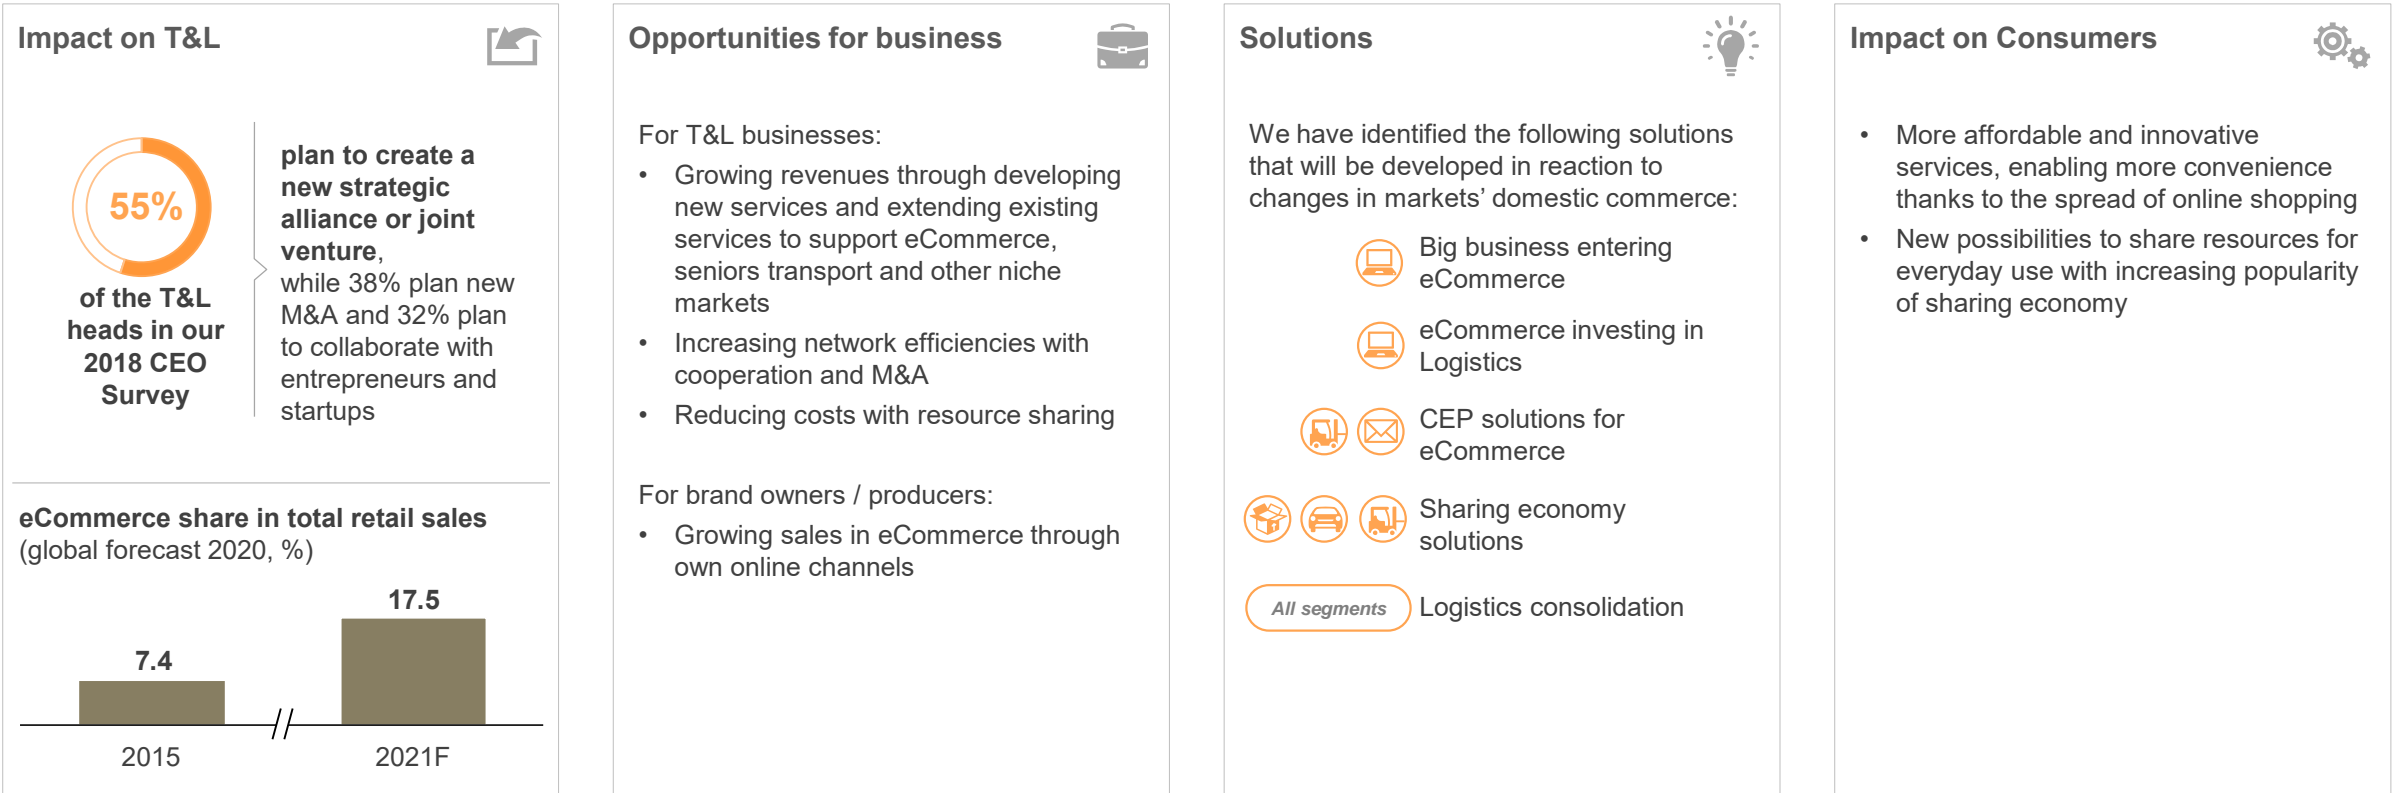 Impact on T&L
55%
of the T&L
heads in our
2018 CEO
Survey
plan to create a
new strategic
alliance or joint
venture,
while 38% plan new
M&A and 32% plan
to collaborate with
entrepreneurs and
startups
eCommerce share in total retail sales
(global forecast 2020, %)
7.4
17.5
2015
2021F
Opportunities for business
For T&L businesses:
• Growing revenues through developing
new services and extending existing
services to support eCommerce,
seniors transport and other niche
markets
• Increasing network efficiencies with
cooperation and M&A
• Reducing costs with resource sharing
For brand owners / producers:
• Growing sales in eCommerce through
own online channels
Solutions
We have identified the following solutions
that will be developed in reaction to
changes in markets’ domestic commerce:
Big business entering
eCommerce
eCommerce investing in
Logistics
CEP solutions for
eCommerce
Sharing economy
solutions
All segments
Logistics consolidation
Impact on Consumers
• More affordable and innovative
services, enabling more convenience
thanks to the spread of online shopping
• New possibilities to share resources for
everyday use with increasing popularity
of sharing economy